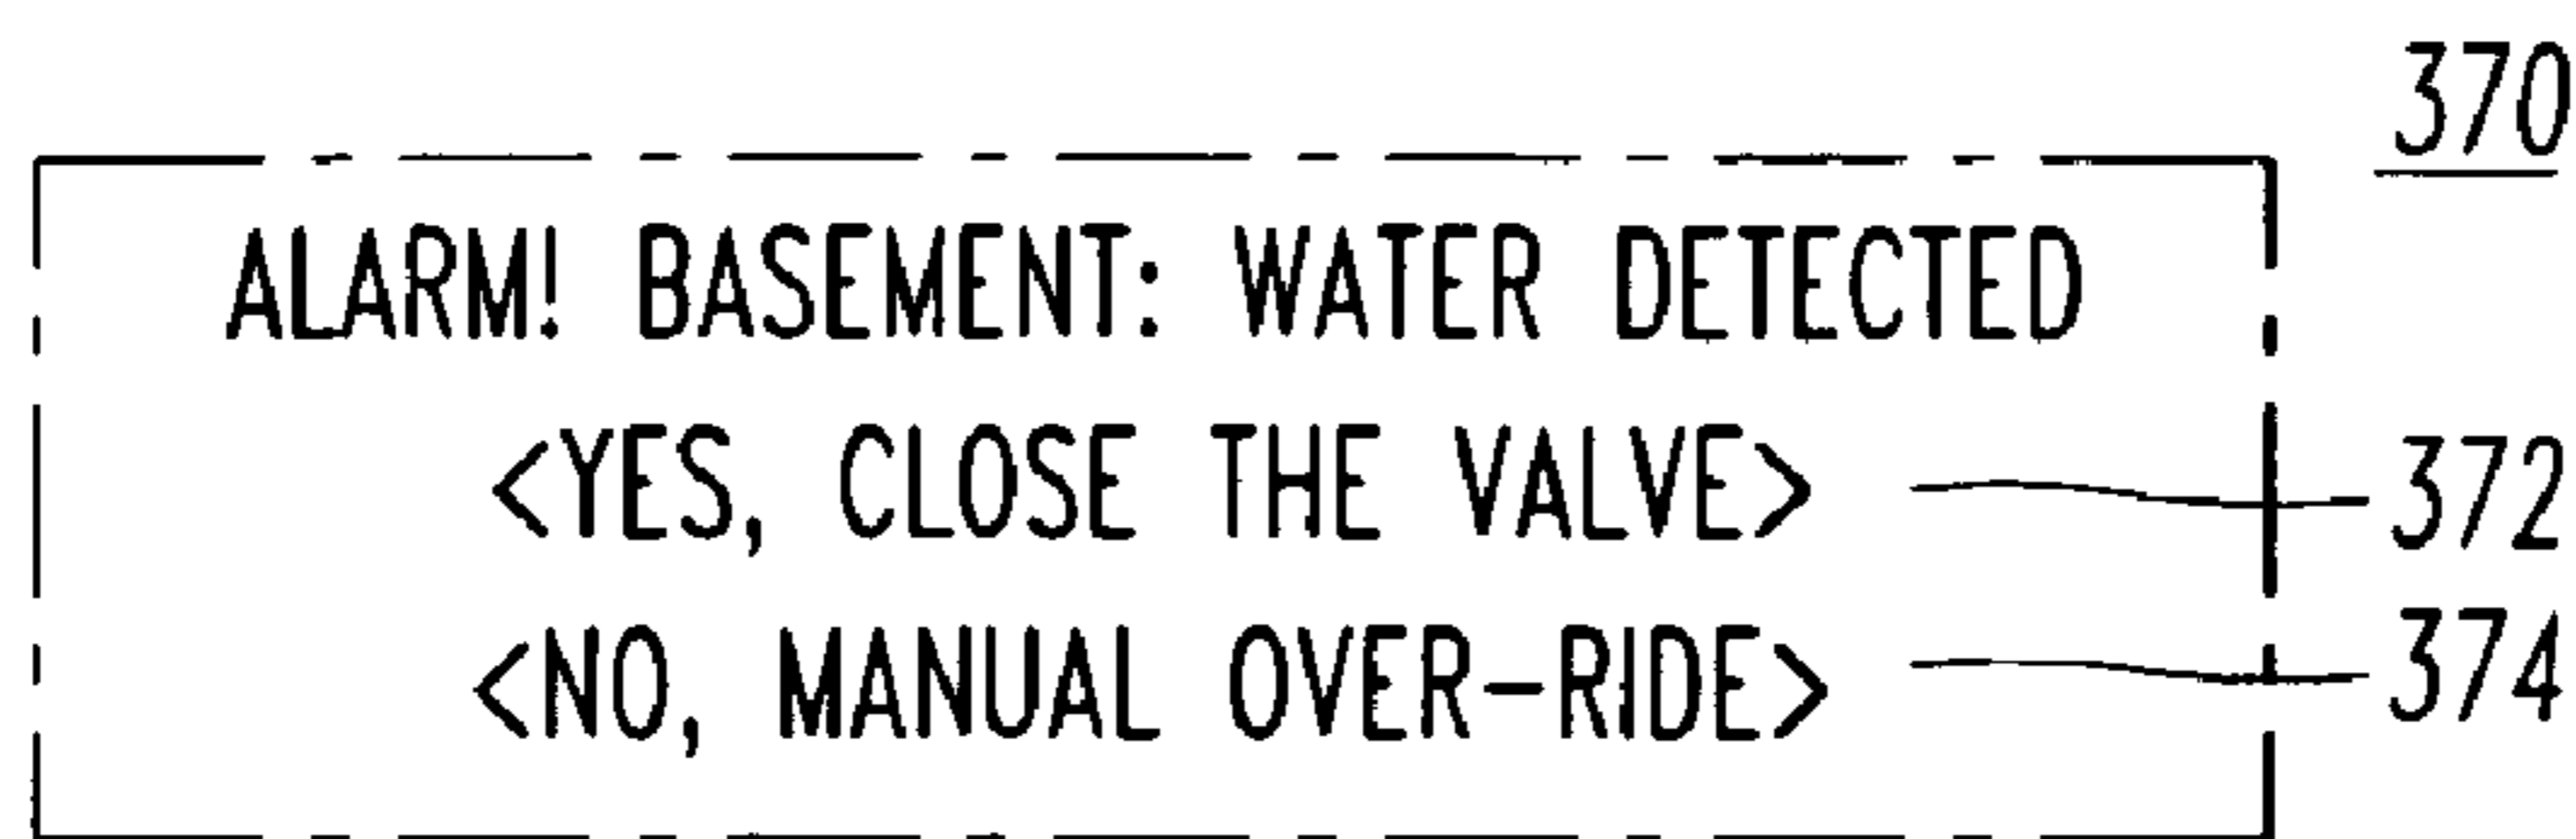 370
ALARM! BASEMENT: WATER DETECTED
<YES, CLOSE THE VALVE> 372
<NO, MANUAL OVER-RIDE> 374